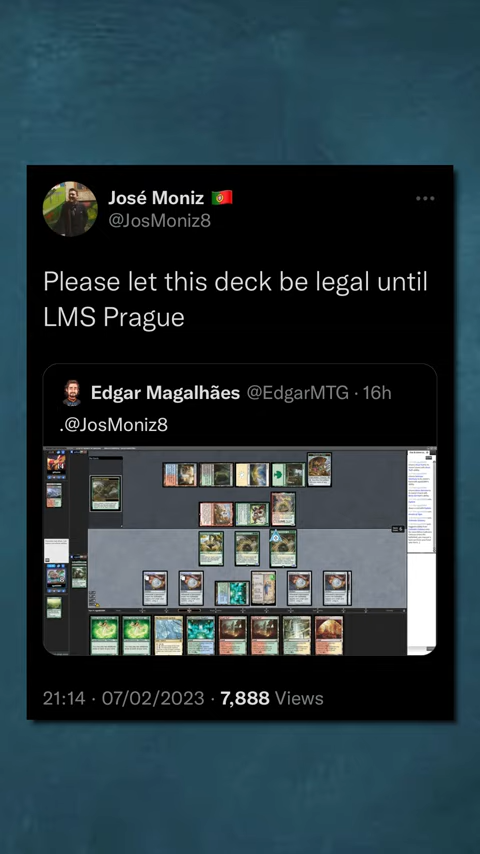 José Moniz 🇵🇹
@JosMoniz8
Please let this deck be legal until
LMS Prague
Edgar Magalhães @EdgarMTG · 16h
.@JosMoniz8
21:14 · 07/02/2023 · 7,888 Views